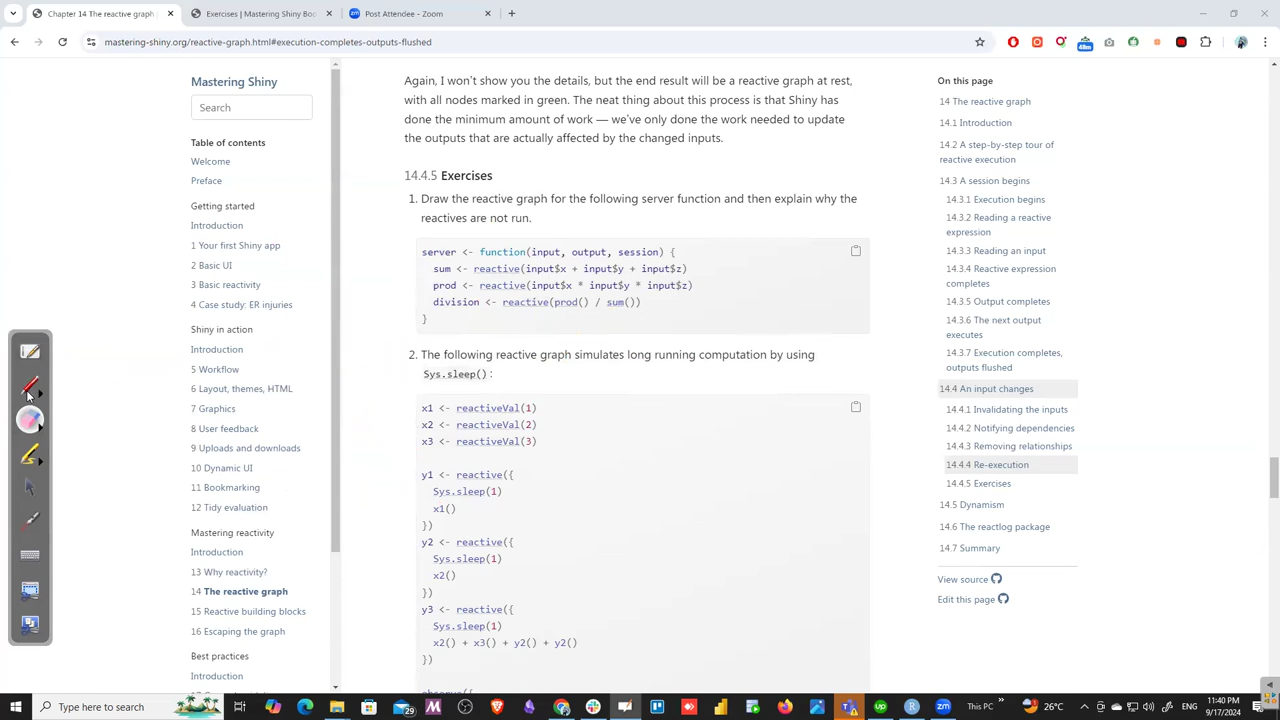 Chapter 14 The reactive graph
Exercises | Mastering Shiny Boo
Post Attendee - Zoom
mastering-shiny.org/reactive-graph.html#execution-completes-outputs-flushed
Mastering Shiny
Search
Table of contents
Welcome
Preface
Getting started
Introduction
1 Your first Shiny app
2 Basic UI
3 Basic reactivity
4 Case study: ER injuries
Shiny in action
Introduction
5 Workflow
6 Layout, themes, HTML
7 Graphics
8 User feedback
9 Uploads and downloads
10 Dynamic UI
11 Bookmarking
12 Tidy evaluation
Mastering reactivity
Introduction
13 Why reactivity?
14 The reactive graph
15 Reactive building blocks
16 Escaping the graph
Best practices
Introduction
Again, I won't show you the details, but the end result will be a reactive graph at rest,
with all nodes marked in green. The neat thing about this process is that Shiny has
done the minimum amount of work — we've only done the work needed to update
the outputs that are actually affected by the changed inputs.
14.4.5 Exercises
1. Draw the reactive graph for the following server function and then explain why the
reactives are not run.
server <- function(input, output, session) {
sum <- reactive(input$x + input$y + input$z)
prod <- reactive(input$x * input$y * input$z)
division <- reactive(prod() / sum())
}
2. The following reactive graph simulates long running computation by using
Sys.sleep():
x1 <- reactiveVal(1)
x2 <- reactiveVal(2)
x3 <- reactiveVal(3)
y1 <- reactive({
Sys.sleep(1)
x1()
})
y2 <- reactive({
Sys.sleep(1)
x2()
})
y3 <- reactive({
Sys.sleep(1)
x2() + x3() + y2() + y2()
})
observe({
On this page
14 The reactive graph
14.1 Introduction
14.2 A step-by-step tour of
reactive execution
14.3 A session begins
14.3.1 Execution begins
14.3.2 Reading a reactive
expression
14.3.3 Reading an input
14.3.4 Reactive expression
completes
14.3.5 Output completes
14.3.6 The next output
executes
14.3.7 Execution completes,
outputs flushed
14.4 An input changes
14.4.1 Invalidating the inputs
14.4.2 Notifying dependencies
14.4.3 Removing relationships
14.4.4 Re-execution
14.4.5 Exercises
14.5 Dynamism
14.6 The reactlog package
14.7 Summary
View source
Edit this page
Type here to search
This PC
26°C
11:40 PM
9/17/2024